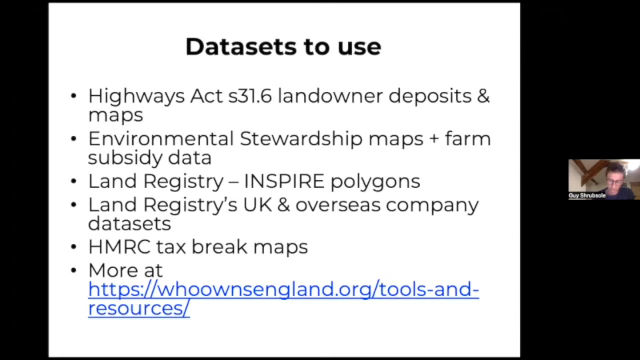 Datasets to use
• Highways Act s31.6 landowner deposits &
maps
• Environmental Stewardship maps + farm
subsidy data
• Land Registry – INSPIRE polygons
• Land Registry's UK & overseas company
datasets
• HMRC tax break maps
• More at
https://whoownsengland.org/tools-and-
resources/
Guy Shrubsole